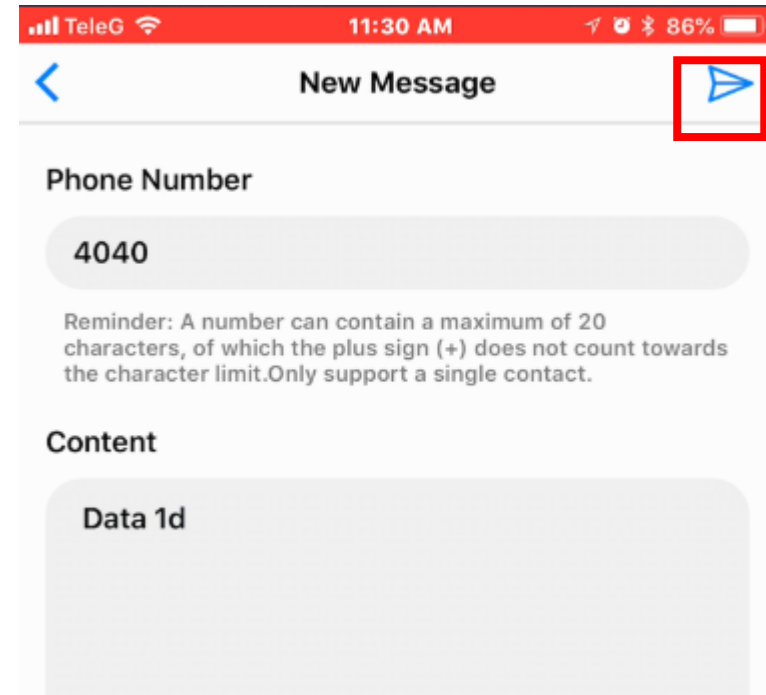 TeleG 11:30 AM 86%
New Message
Phone Number
4040
Reminder: A number can contain a maximum of 20
characters, of which the plus sign (+) does not count towards
the character limit.Only support a single contact.
Content
Data 1d